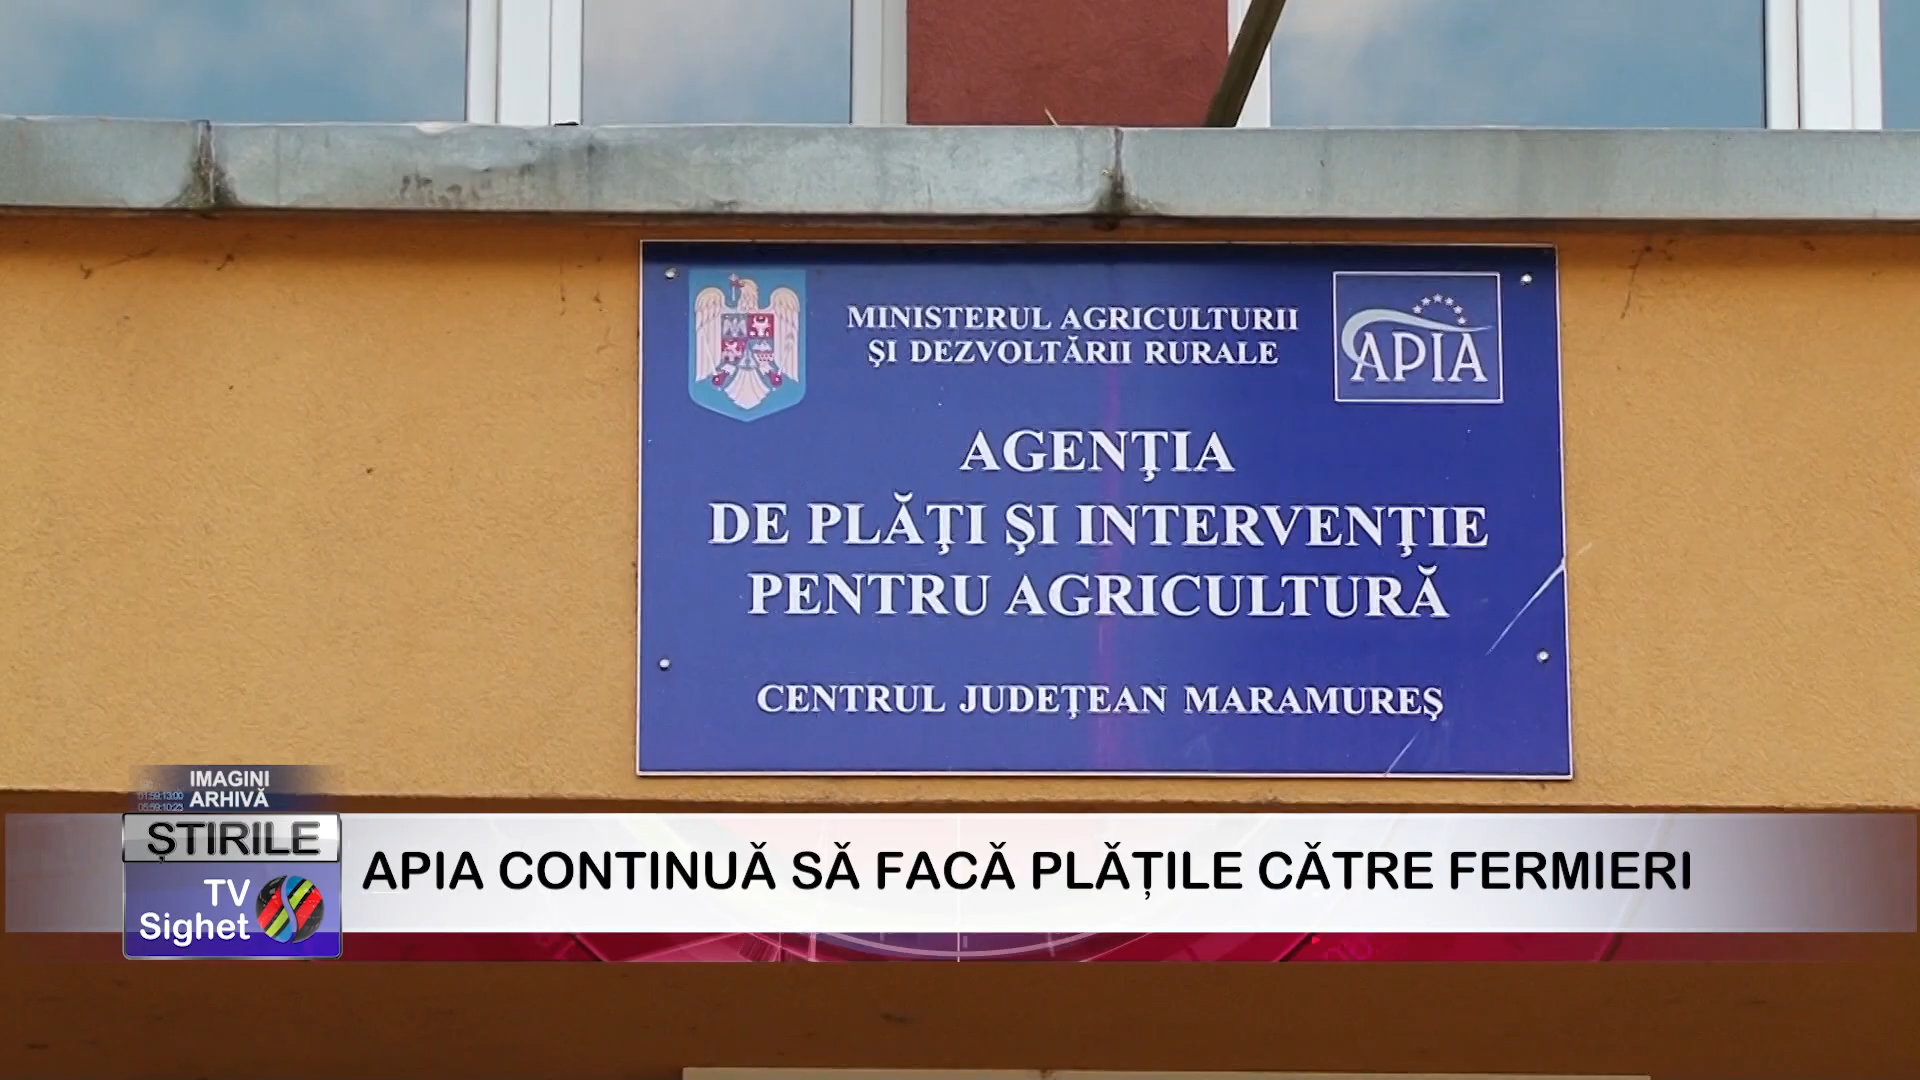 MINISTERUL AGRICULTURII
ŞI DEZVOLTĂRII RURALE
APIA
AGENŢIA
DE PLĂŢI ŞI INTERVENŢIE
PENTRU AGRICULTURĂ
CENTRUL JUDEŢEAN MARAMUREŞ
IMAGINI
ARHIVĂ
ȘTIRILE
TV
Sighet
APIA CONTINUĂ SĂ FACĂ PLĂȚILE CĂTRE FERMIERI